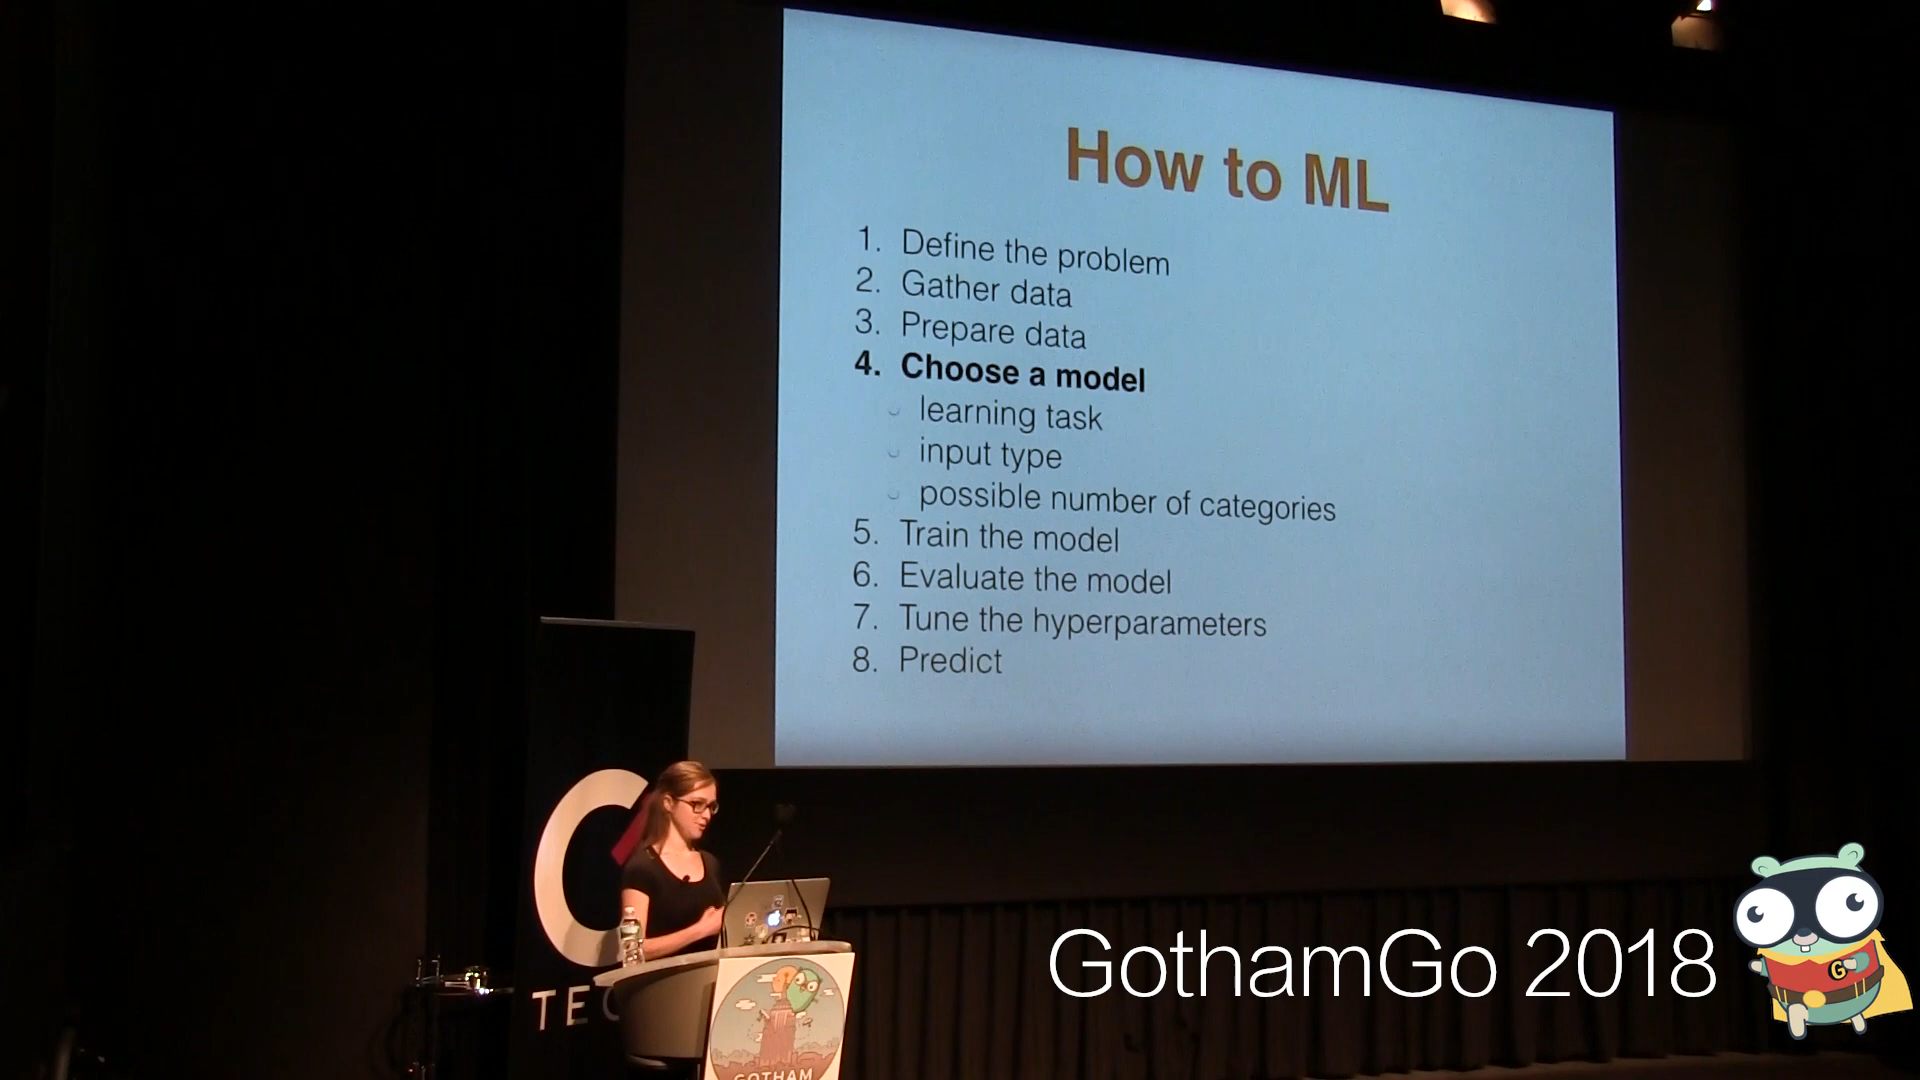 How to ML
1. Define the problem
2. Gather data
3. Prepare data
4. Choose a model
learning task
input type
possible number of categories
5. Train the model
6. Evaluate the model
7. Tune the hyperparameters
8. Predict
TEC
GothamGo 2018
G
GOTHAM